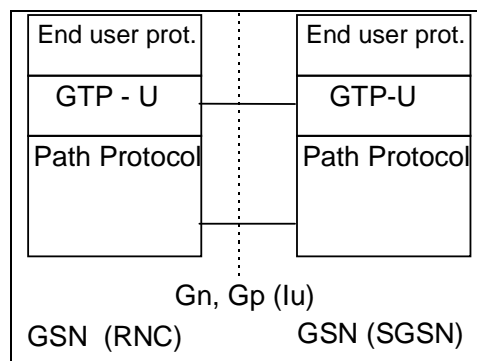 End user prot.
End user prot.
GTP - U
GTP-U
Path Protocol
Path Protocol
Gn, Gp (Iu)
GSN (RNC)
GSN (SGSN)